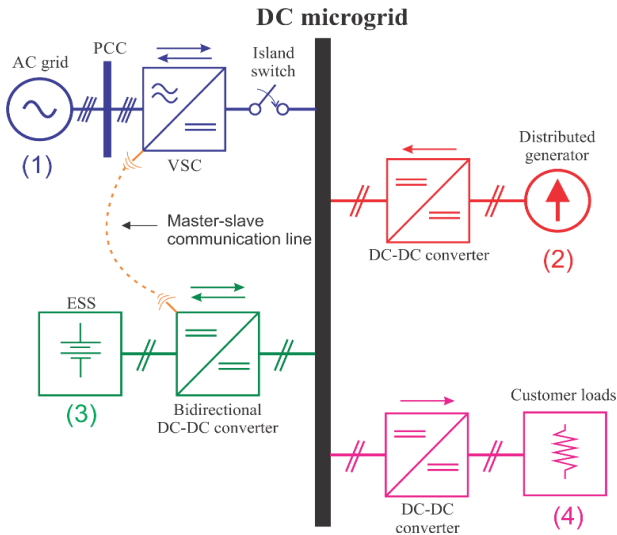 DC microgrid
AC grid
PCC
Island
switch
(1)
VSC
Master-slave
communication line
Distributed
generator
DC-DC converter
(2)
ESS
(3)
Bidirectional
DC-DC converter
Customer loads
DC-DC
converter
(4)